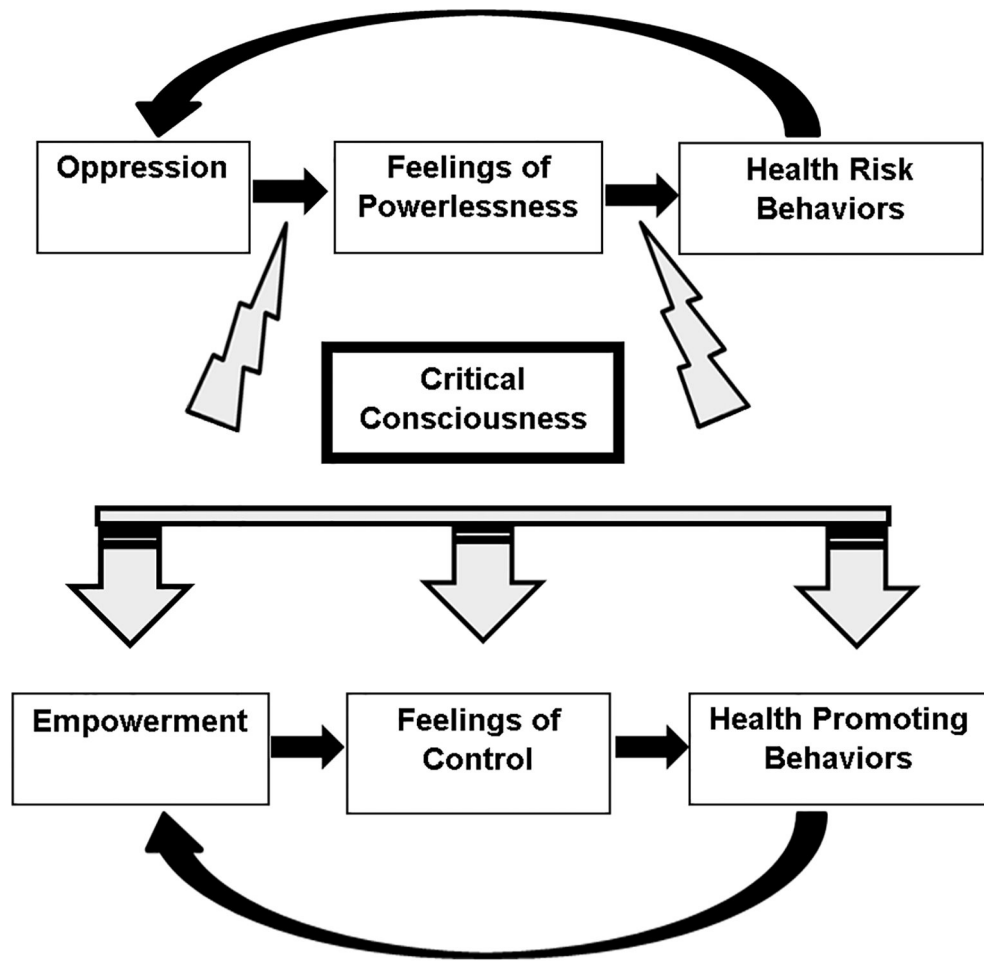 Oppression
Feelings of
Powerlessness
Health Risk
Behaviors
Critical
Consciousness
Empowerment
Feelings of
Control
Health Promoting
Behaviors